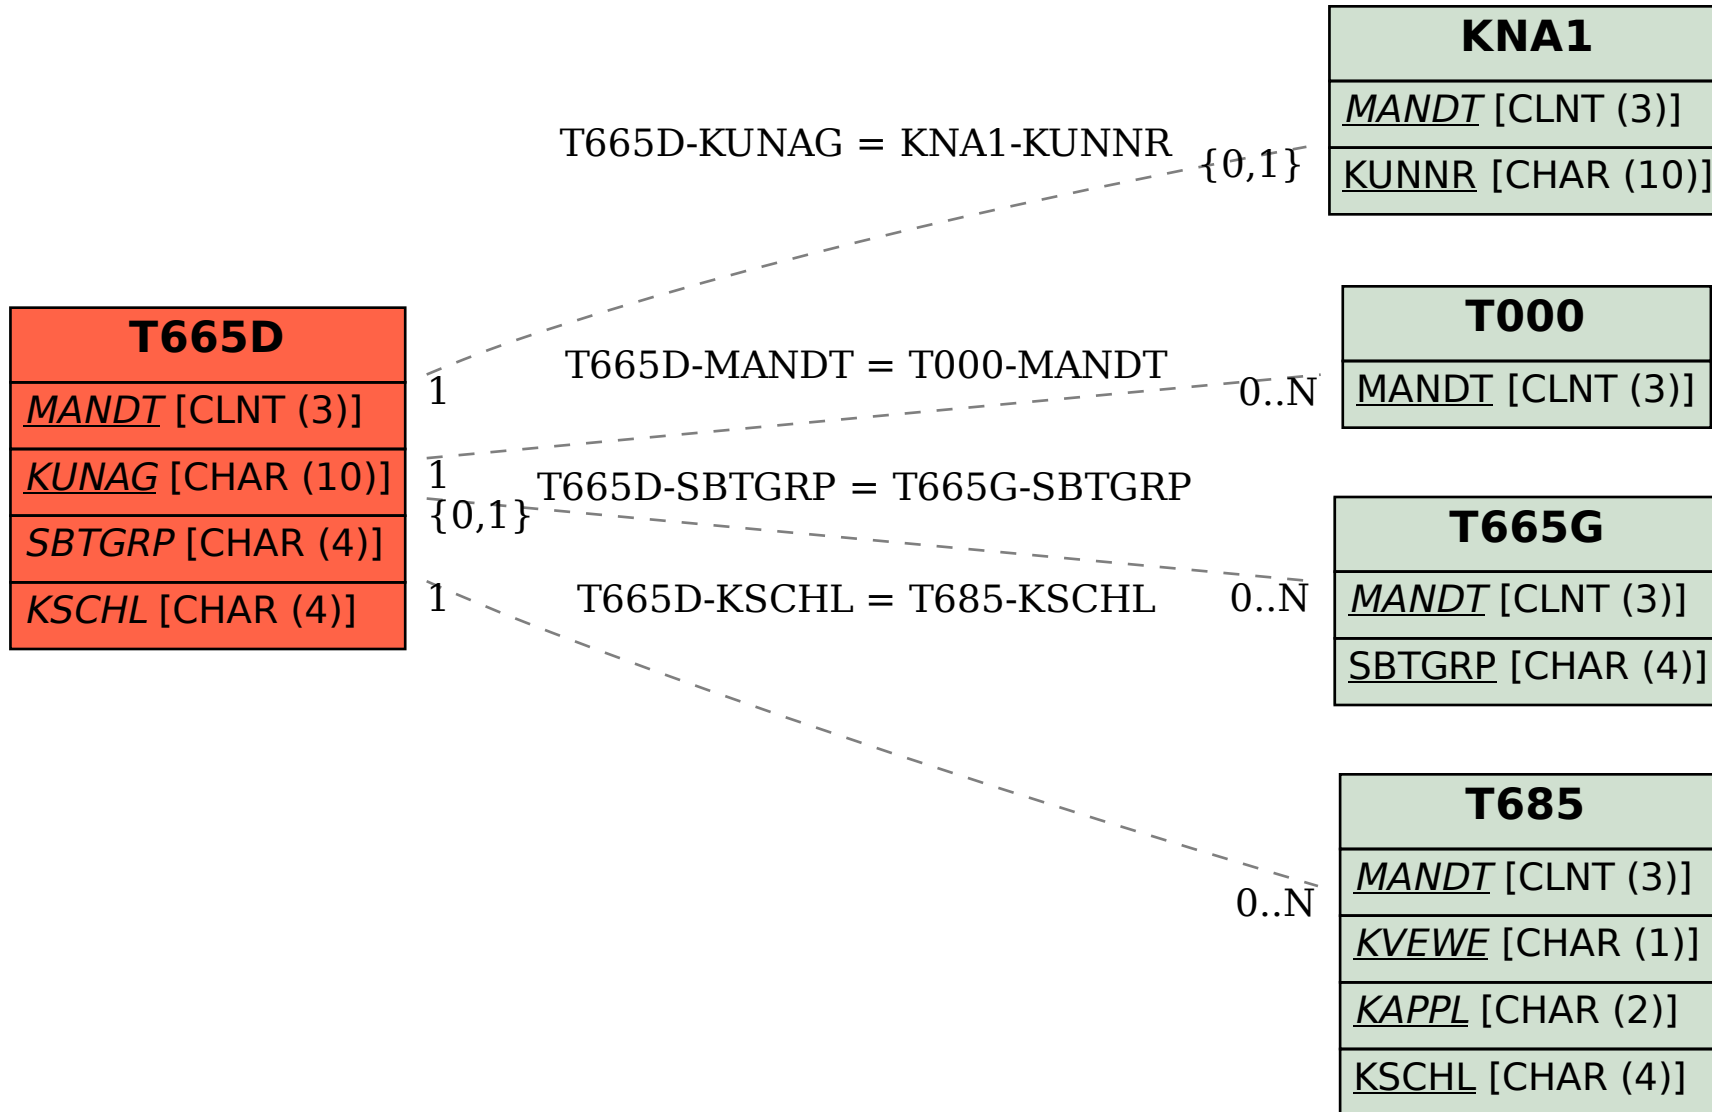 KNA1
MANDT [CLNT (3)]
KUNNR [CHAR (10)]
T665D-KUNAG = KNA1-KUNNR
{0,1}
T000
MANDT [CLNT (3)]
T665D
MANDT [CLNT (3)]
KUNAG [CHAR (10)]
SBTGRP [CHAR (4)]
KSCHL [CHAR (4)]
1
T665D-MANDT = T000-MANDT
0..N
1
T665D-SBTGRP = T665G-SBTGRP
{0,1}
0..N
T665G
MANDT [CLNT (3)]
SBTGRP [CHAR (4)]
1
T665D-KSCHL = T685-KSCHL
0..N
T685
MANDT [CLNT (3)]
KVEWE [CHAR (1)]
KAPPL [CHAR (2)]
KSCHL [CHAR (4)]